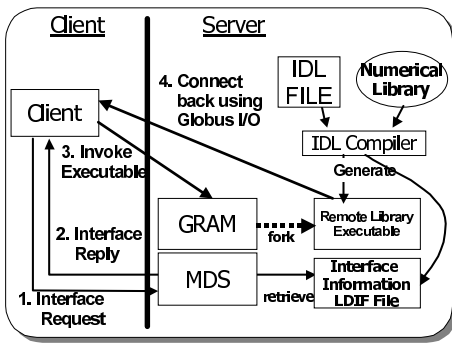 Client
Server
4. Connect
back using
Globus I/O
IDL
FILE
Numerical
Library
Client
IDL Compiler
3. Invoke
Executable
Generate
GRAM
fork
Remote Library
Executable
2. Interface
Reply
MDS
retrieve
Interface
Information
LDIF File
1. Interface
Request